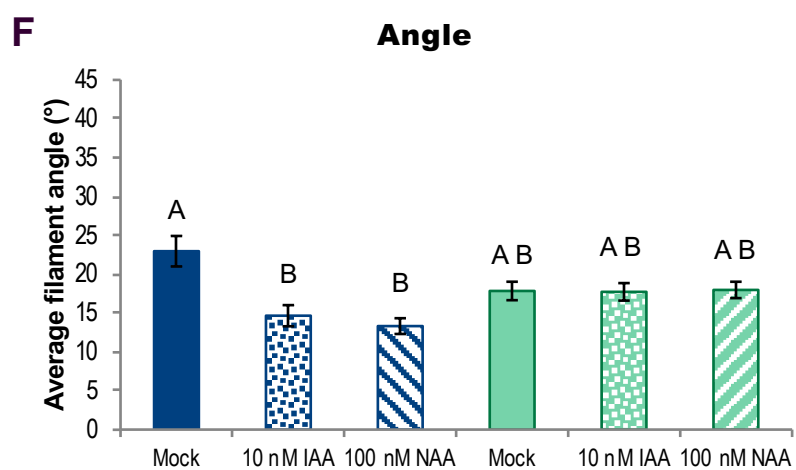 F
Angle
Average filament angle (°)
45
40
35
30
25
20
15
10
5
0
A
B
B
A B
A B
A B
Mock
10 nM IAA
100 nM NAA
Mock
10 nM IAA
100 nM NAA